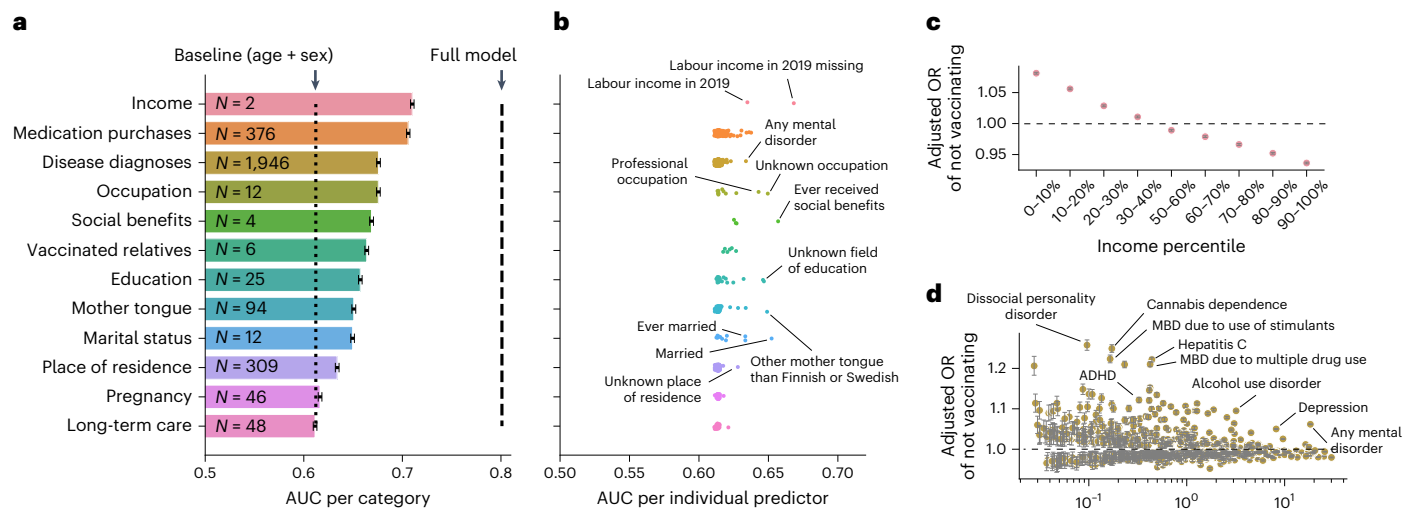 a
Baseline (age + sex)
Full model
Income
N = 2
Medication purchases
N = 376
Disease diagnoses
N = 1,946
Occupation
N = 12
Social benefits
N = 4
Vaccinated relatives
N = 6
Education
N = 25
Mother tongue
N = 94
Marital status
N = 12
Place of residence
N = 309
Pregnancy
N = 46
Long-term care
N = 48
0.5
0.6
0.7
0.8
AUC per category
b
Labour income in 2019 missing
Labour income in 2019
Any mental
disorder
Professional
occupation
Unknown occupation
Ever received
social benefits
Unknown field
of education
Ever married
Married
Other mother tongue
than Finnish or Swedish
Unknown place
of residence
0.50
0.55
0.60
0.65
0.70
AUC per individual predictor
c
Adjusted OR
of not vaccinating
1.05
1.00
0.95
0–10%
10–20%
20–30%
30–40%
50–60%
60–70%
70–80%
80–90%
90–100%
Income percentile
d
Dissocial personality
disorder
Cannabis dependence
MBD due to use of stimulants
Hepatitis C
MBD due to multiple drug use
ADHD
Alcohol use disorder
Depression
Any mental
disorder
Adjusted OR
of not vaccinating
1.2
1.1
1.0
10⁻¹
10⁰
10¹